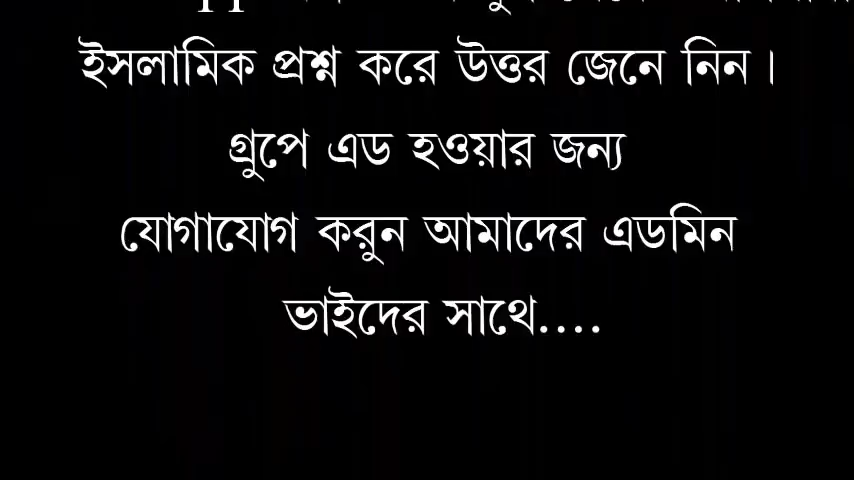 ইসলামিক প্রশ্ন করে উত্তর জেনে নিন।
গ্রুপে এড হওয়ার জন্য
যোগাযোগ করুন আমাদের এডমিন
ভাইদের সাথে....